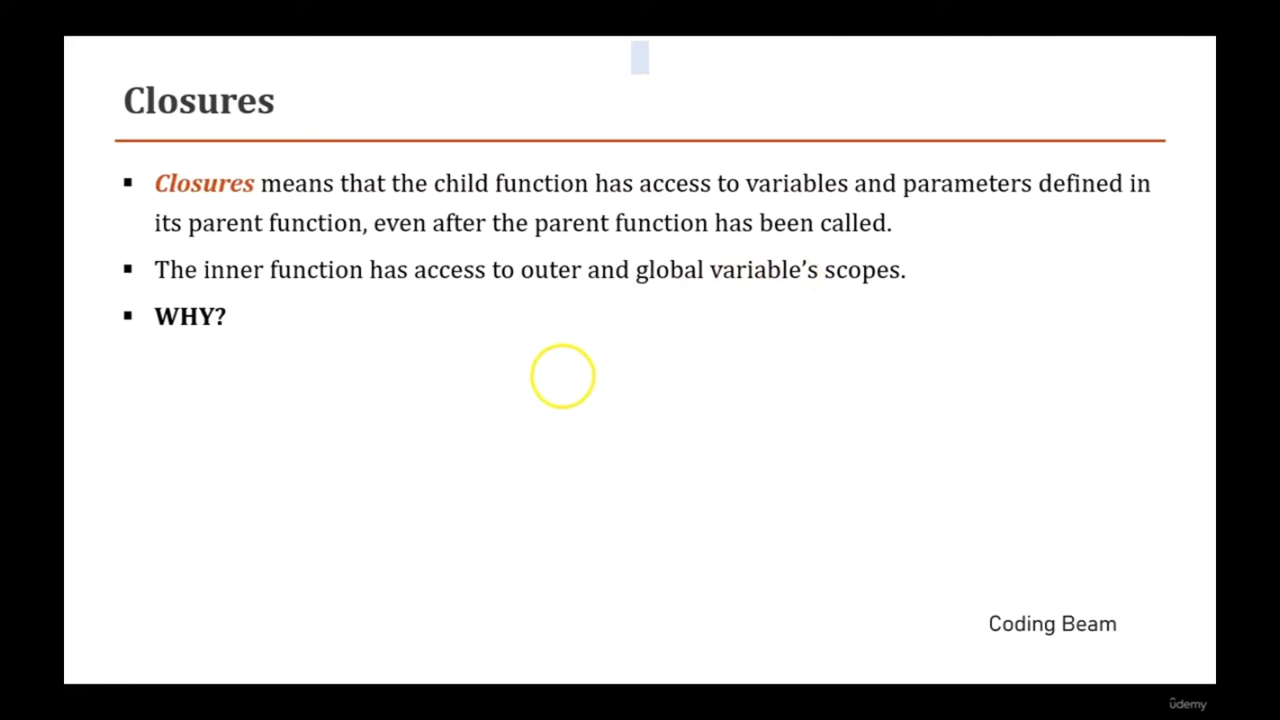 Closures
▪ Closures means that the child function has access to variables and parameters defined in
its parent function, even after the parent function has been called.
▪ The inner function has access to outer and global variable’s scopes.
▪ WHY?
Coding Beam
ûdemy